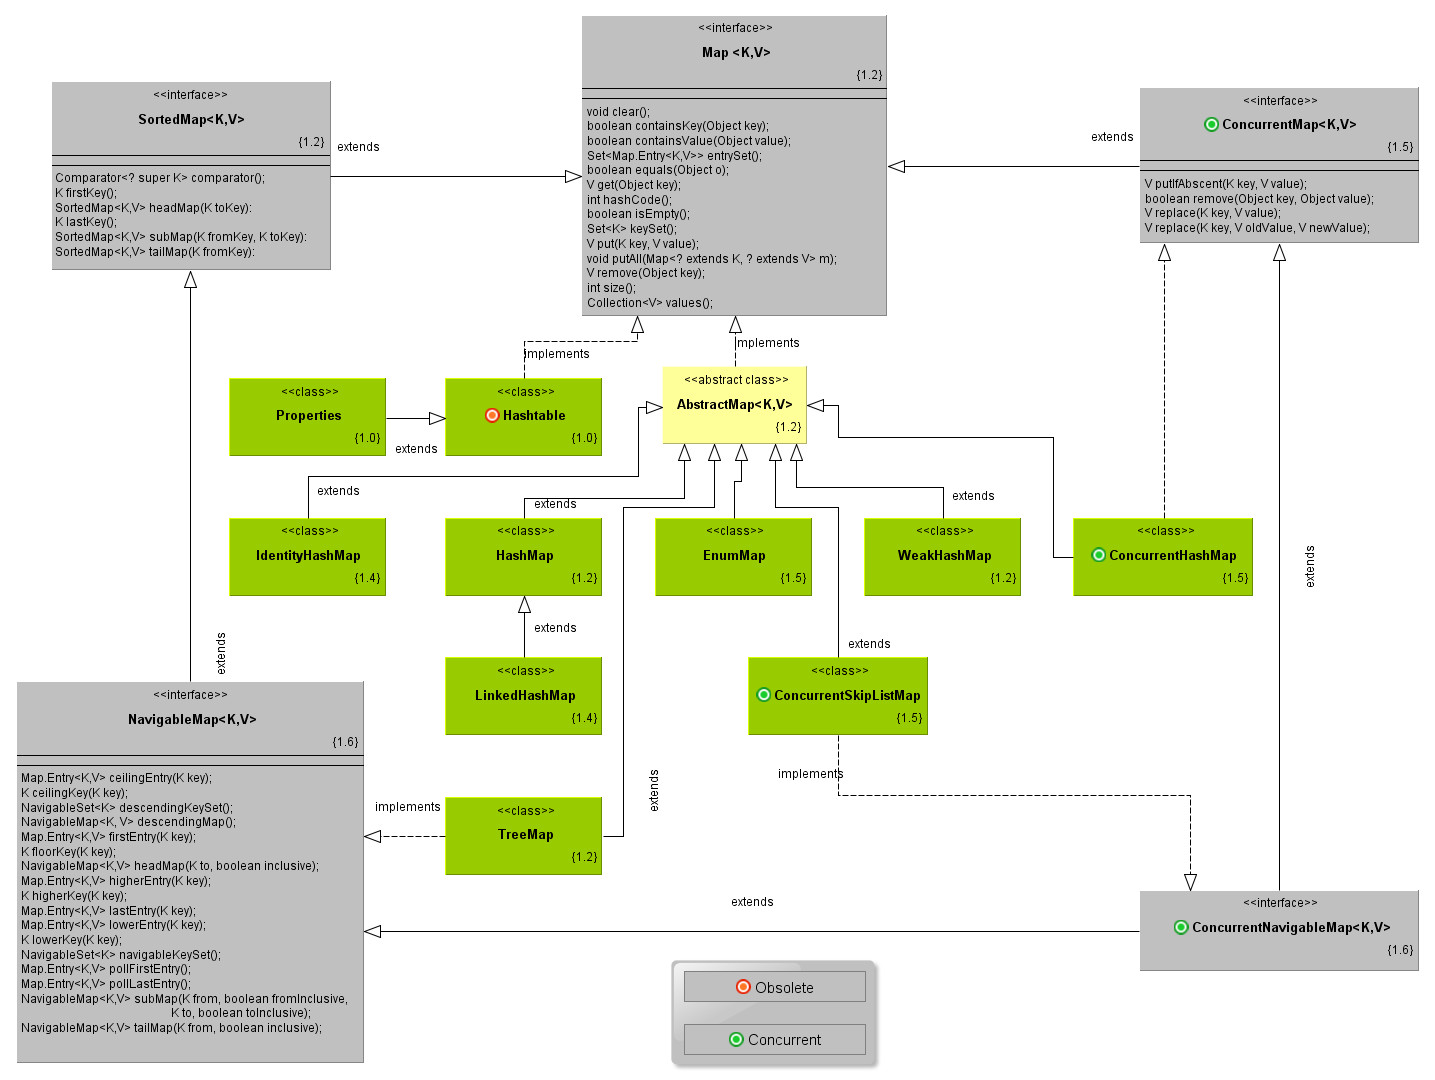 <<interface>>
Map <K,V>
{1.2}
void clear();
boolean containsKey(Object key);
boolean containsValue(Object value);
Set<Map.Entry<K,V>> entrySet();
boolean equals(Object o);
V get(Object key);
int hashCode();
boolean isEmpty();
Set<K> keySet();
V put(K key, V value);
void putAll(Map<? extends K, ? extends V> m);
V remove(Object key);
int size();
Collection<V> values();
<<interface>>
SortedMap<K,V>
{1.2}
Comparator<? super K> comparator();
K firstKey();
SortedMap<K,V> headMap(K toKey):
K lastKey();
SortedMap<K,V> subMap(K fromKey, K toKey):
SortedMap<K,V> tailMap(K fromKey):
extends
<<interface>>
ConcurrentMap<K,V>
{1.5}
V putIfAbscent(K key, V value);
boolean remove(Object key, Object value);
V replace(K key, V value);
V replace(K key, V oldValue, V newValue);
extends
implements
implements
<<class>>
Properties
{1.0}
extends
<<class>>
Hashtable
{1.0}
<<abstract class>>
AbstractMap<K,V>
{1.2}
extends
extends
extends
<<class>>
IdentityHashMap
{1.4}
<<class>>
HashMap
{1.2}
<<class>>
EnumMap
{1.5}
<<class>>
WeakHashMap
{1.2}
<<class>>
ConcurrentHashMap
{1.5}
extends
extends
extends
extends
<<class>>
LinkedHashMap
{1.4}
<<class>>
ConcurrentSkipListMap
{1.5}
<<interface>>
NavigableMap<K,V>
{1.6}
Map.Entry<K,V> ceilingEntry(K key);
K ceilingKey(K key);
NavigableSet<K> descendingKeySet();
NavigableMap<K, V> descendingMap();
Map.Entry<K,V> firstEntry(K key);
K floorKey(K key);
NavigableMap<K,V> headMap(K to, boolean inclusive);
Map.Entry<K,V> higherEntry(K key);
K higherKey(K key);
Map.Entry<K,V> lastEntry(K key);
Map.Entry<K,V> lowerEntry(K key);
K lowerKey(K key);
NavigableSet<K> navigableKeySet();
Map.Entry<K,V> pollFirstEntry();
Map.Entry<K,V> pollLastEntry();
NavigableMap<K,V> subMap(K from, boolean fromInclusive,
K to, boolean toInclusive);
NavigableMap<K,V> tailMap(K from, boolean inclusive);
implements
<<class>>
TreeMap
{1.2}
extends
implements
extends
<<interface>>
ConcurrentNavigableMap<K,V>
{1.6}
Obsolete
Concurrent